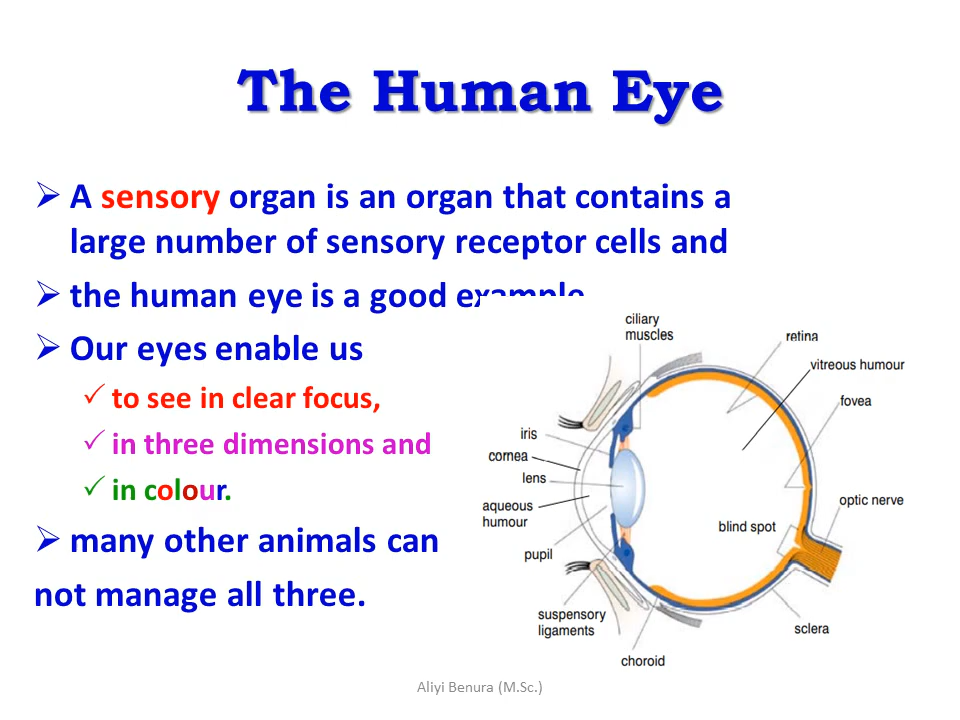 The Human Eye
A sensory organ is an organ that contains a
large number of sensory receptor cells and
the human eye is a good example
Our eyes enable us
to see in clear focus,
in three dimensions and
in colour.
many other animals can
not manage all three.
ciliary
muscles
retina
vitreous humour
fovea
iris
cornea
lens
aqueous
humour
pupil
optic nerve
blind spot
suspensory
ligaments
sclera
choroid
Aliyi Benura (M.Sc.)